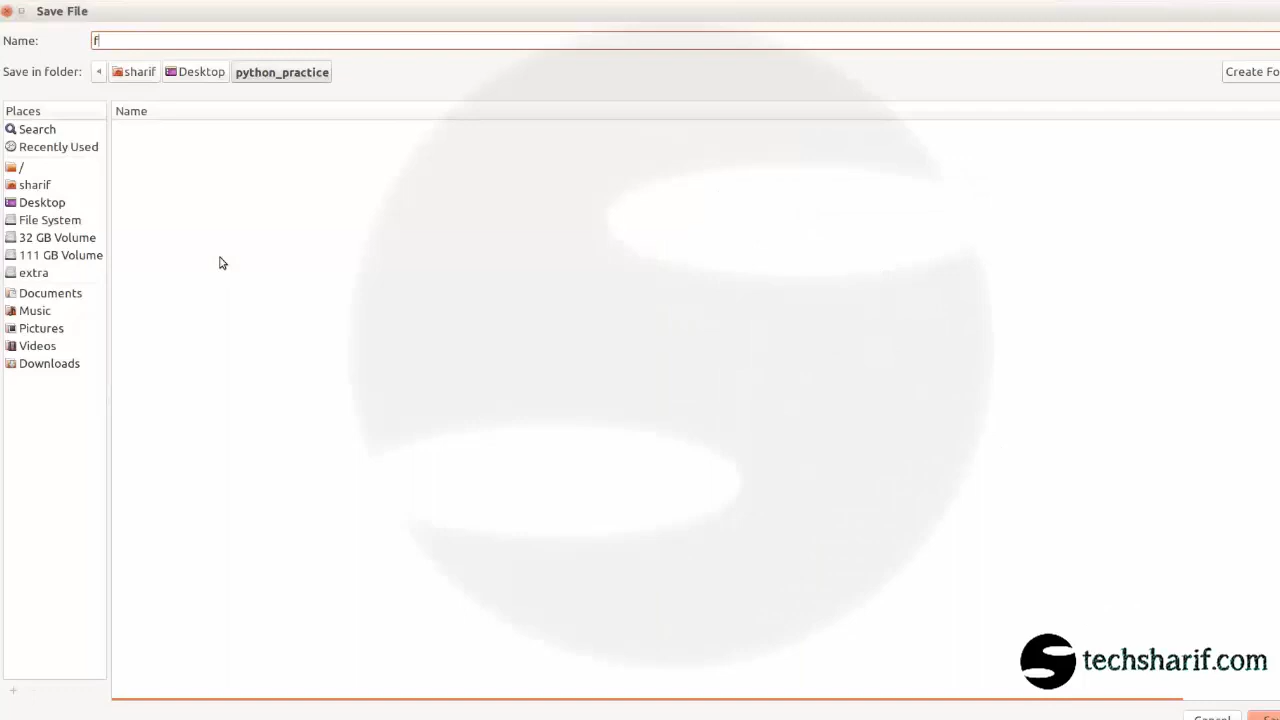 Save File
Name: f
Save in folder: sharif Desktop python_practice
Create Fo
Places
Name
Search
Recently Used
/
sharif
Desktop
File System
32 GB Volume
111 GB Volume
extra
Documents
Music
Pictures
Videos
Downloads
techsharif.com
Cancel